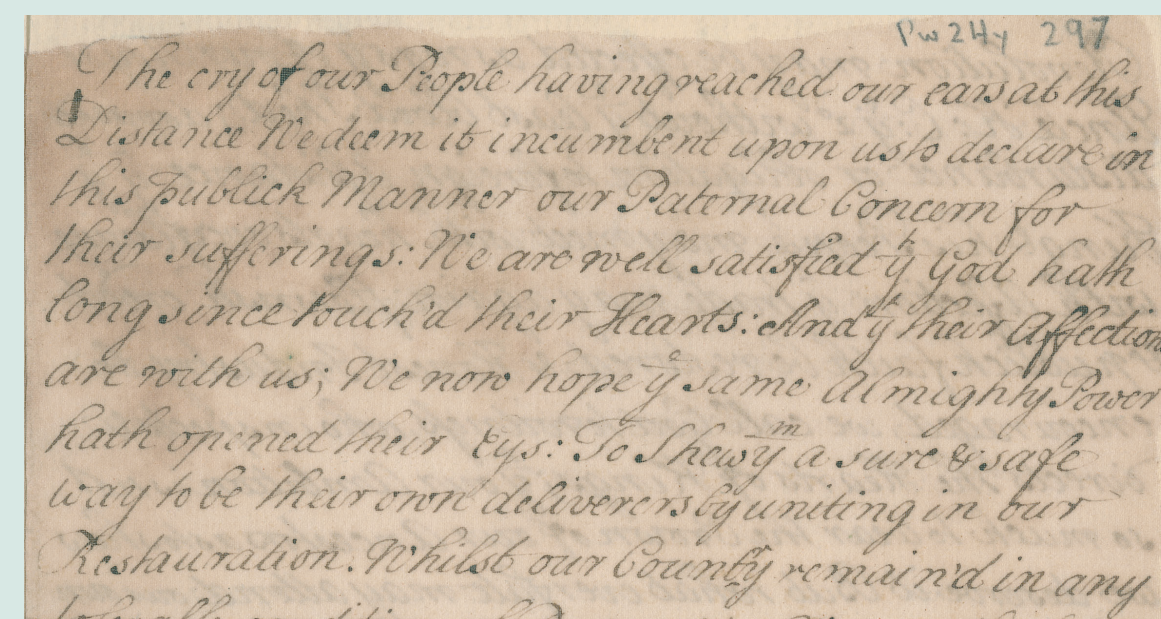 Pw2Hy 297
The cry of our People having reached our ears at this
Distance We deem it incumbent upon us to declare in
this publick Manner our Paternal Concern for
their sufferings: We are well satisfied yt God hath
long since touch'd their Hearts: And yt their Affection
are with us; We now hope ye same Almighty Power
hath opened their Eys: To Shew ym a sure & safe
way to be their own deliverers by uniting in our
Restauration. Whilst our Country remain'd in any